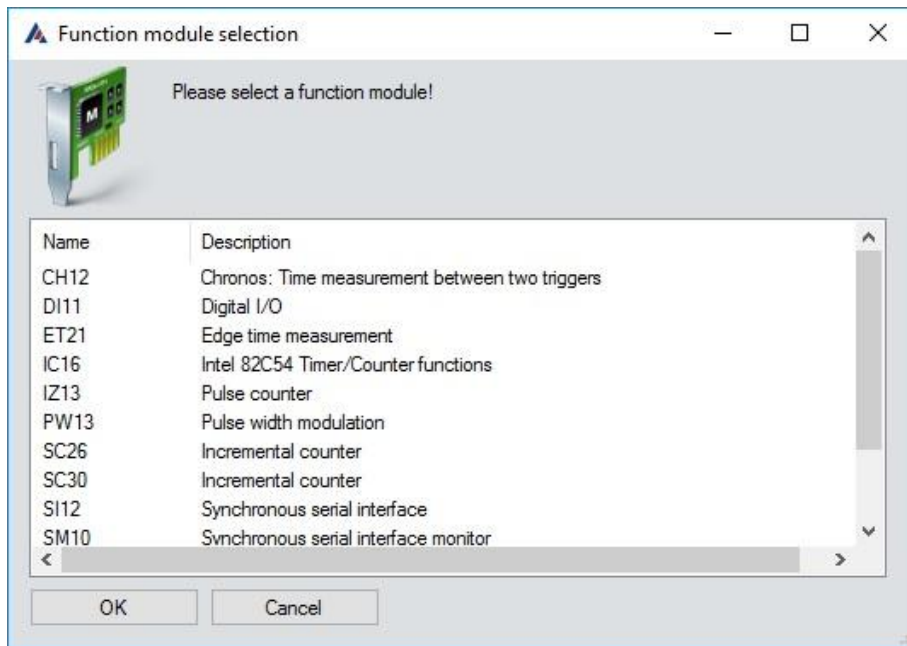 Function module selection
Please select a function module!
M
Name Description
CH12 Chronos: Time measurement between two triggers
DI11 Digital I/O
ET21 Edge time measurement
IC16 Intel 82C54 Timer/Counter functions
IZ13 Pulse counter
PW13 Pulse width modulation
SC26 Incremental counter
SC30 Incremental counter
SI12 Synchronous serial interface
SM10 Synchronous serial interface monitor
OK Cancel